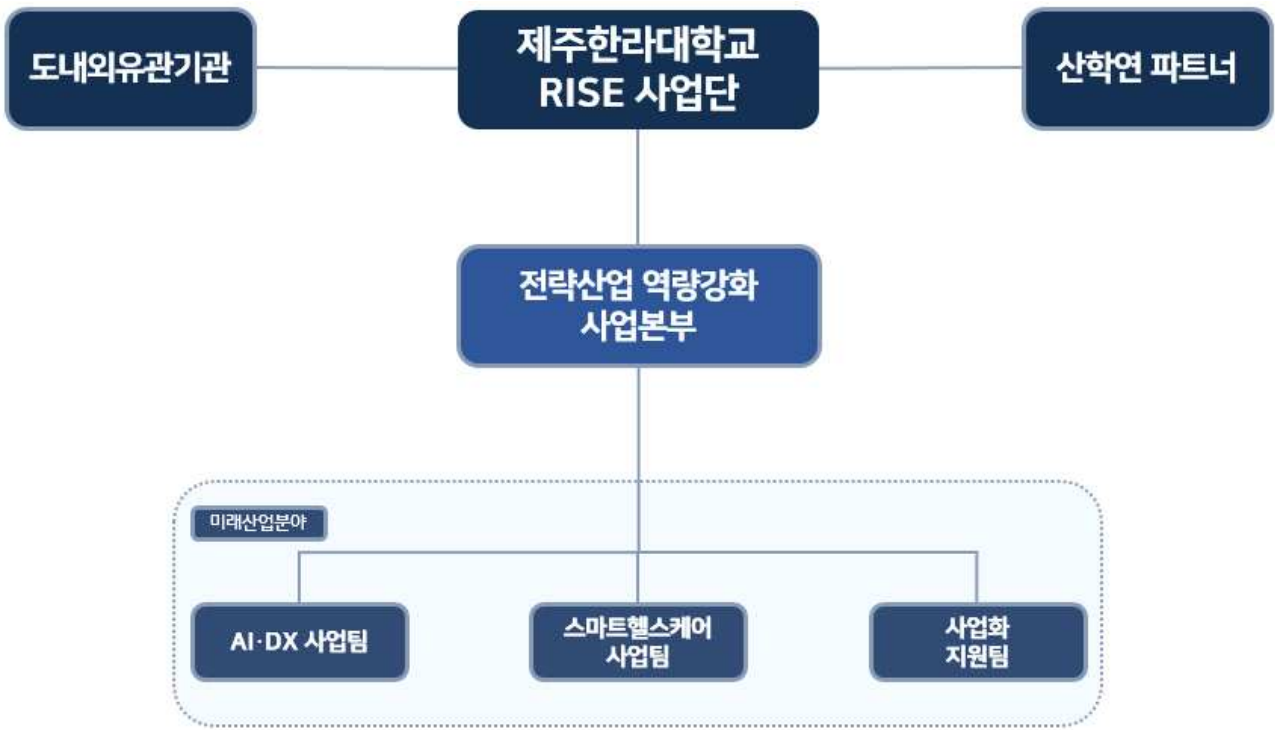 도내외유관기관
제주한라대학교
RISE 사업단
산학연 파트너
전략산업 역량강화
사업본부
미래산업분야
AI·DX 사업팀
스마트헬스케어
사업팀
사업화
지원팀